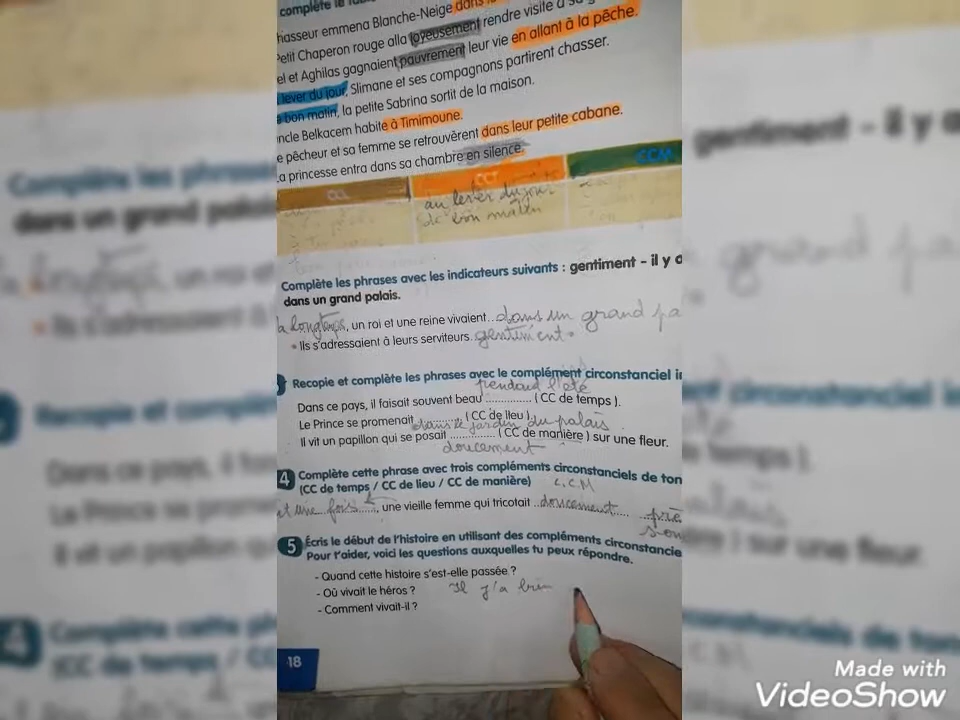 complète le
hasseur emmena Blanche-Neige dans
Petit Chaperon rouge alla joyeusement rendre visite à
el et Aghilas gagnaient pauvrement leur vie en allant à la pêche.
lever du jour, Slimane et ses compagnons partirent chasser.
bon matin, la petite Sabrina sortit de la maison.
ncle Belkacem habite à Timimoune.
e pêcheur et sa femme se retrouvèrent dans leur petite cabane.
a princesse entra dans sa chambre en silence.
CCL CCT CCM
au lever du jour
de bon matin
Complète les phrases avec les indicateurs suivants : gentiment - il y a
dans un grand palais.
a longtemps, un roi et une reine vivaient dans un grand pa
• Ils s'adressaient à leurs serviteurs gentiment.
Recopie et complète les phrases avec le complément circonstanciel in
pendand l'été
Dans ce pays, il faisait souvent beau .............. ( CC de temps ).
Le Prince se promenait .............. ( CC de lieu ).
dans le jardin du palais
Il vit un papillon qui se posait .............. ( CC de manière ) sur une fleur.
doucement
4 Complète cette phrase avec trois compléments circonstanciels de ton
(CC de temps / CC de lieu / CC de manière)
C.C.M
une fois, une vieille femme qui tricotait doucement
5 Écris le début de l'histoire en utilisant des compléments circonstancie
Pour t'aider, voici les questions auxquelles tu peux répondre.
- Quand cette histoire s'est-elle passée ?
- Où vivait le héros ? Il y'a bien
- Comment vivait-il ?
18
Made with
VideoShow